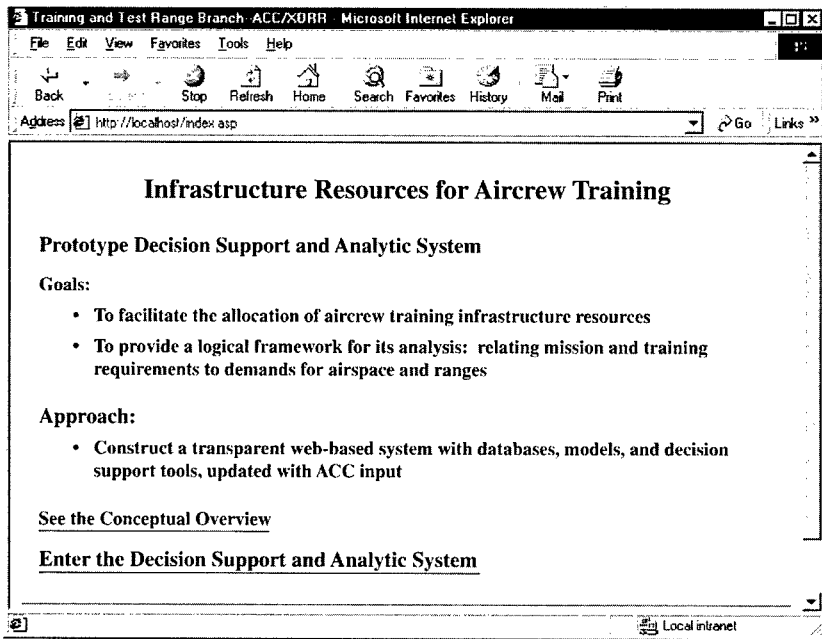 Training and Test Range Branch--ACC/XORR - Microsoft Internet Explorer
File Edit View Favorites Tools Help
Back Stop Refresh Home Search Favorites History Mail Print
Address http://localhost/index.asp Go Links »
Infrastructure Resources for Aircrew Training
Prototype Decision Support and Analytic System
Goals:
• To facilitate the allocation of aircrew training infrastructure resources
• To provide a logical framework for its analysis: relating mission and training
requirements to demands for airspace and ranges
Approach:
• Construct a transparent web-based system with databases, models, and decision
support tools, updated with ACC input
See the Conceptual Overview
Enter the Decision Support and Analytic System
Local intranet